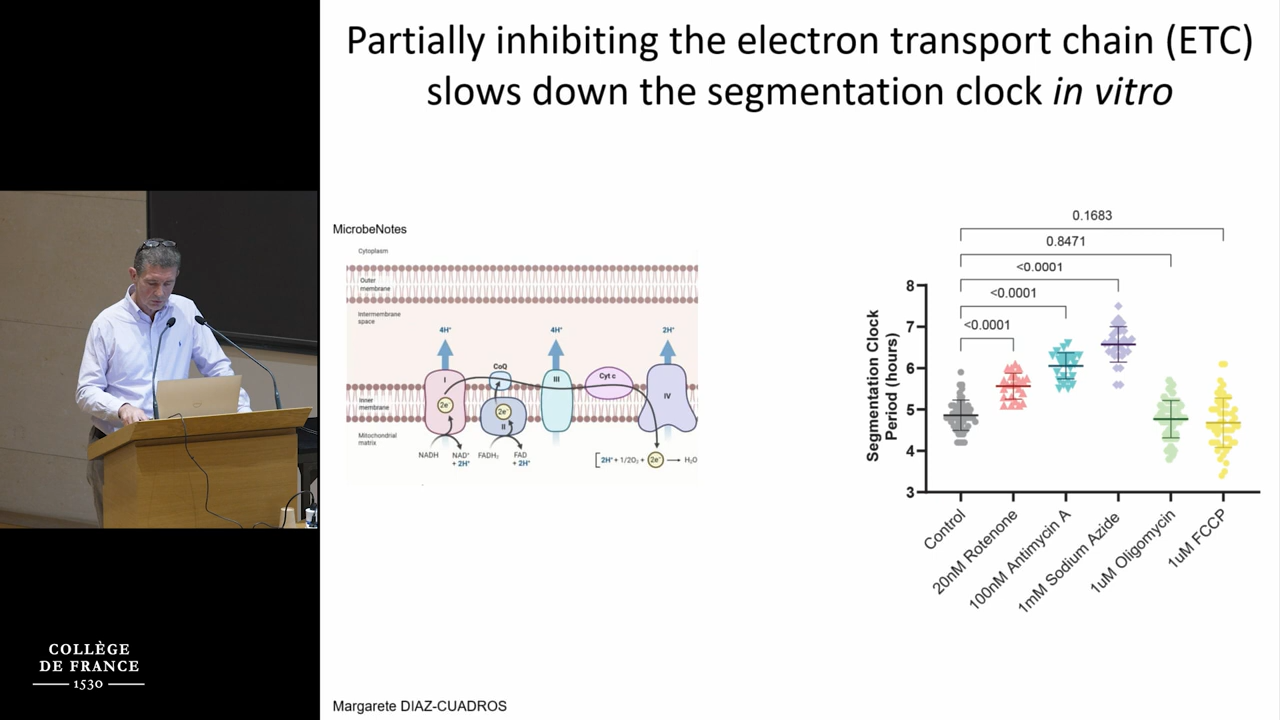 Partially inhibiting the electron transport chain (ETC)
slows down the segmentation clock in vitro
MicrobeNotes
Cytoplasm
Outer
membrane
Intermembrane
space
4H⁺
4H⁺
2H⁺
CoQ
I
III
Cyt c
IV
2e⁻
2e⁻
II
Inner
membrane
Mitochondrial
matrix
NADH
NAD⁺
+ 2H⁺
FADH₂
FAD
+ 2H⁺
2H⁺ + 1/2O₂ + 2e⁻ → H₂O
0.1683
0.8471
<0.0001
<0.0001
<0.0001
Segmentation Clock
Period (hours)
8
7
6
5
4
3
Control
20nM Rotenone
100nM Antimycin A
1mM Sodium Azide
1uM Oligomycin
1uM FCCP
COLLÈGE
DE FRANCE
1530
Margarete DIAZ-CUADROS